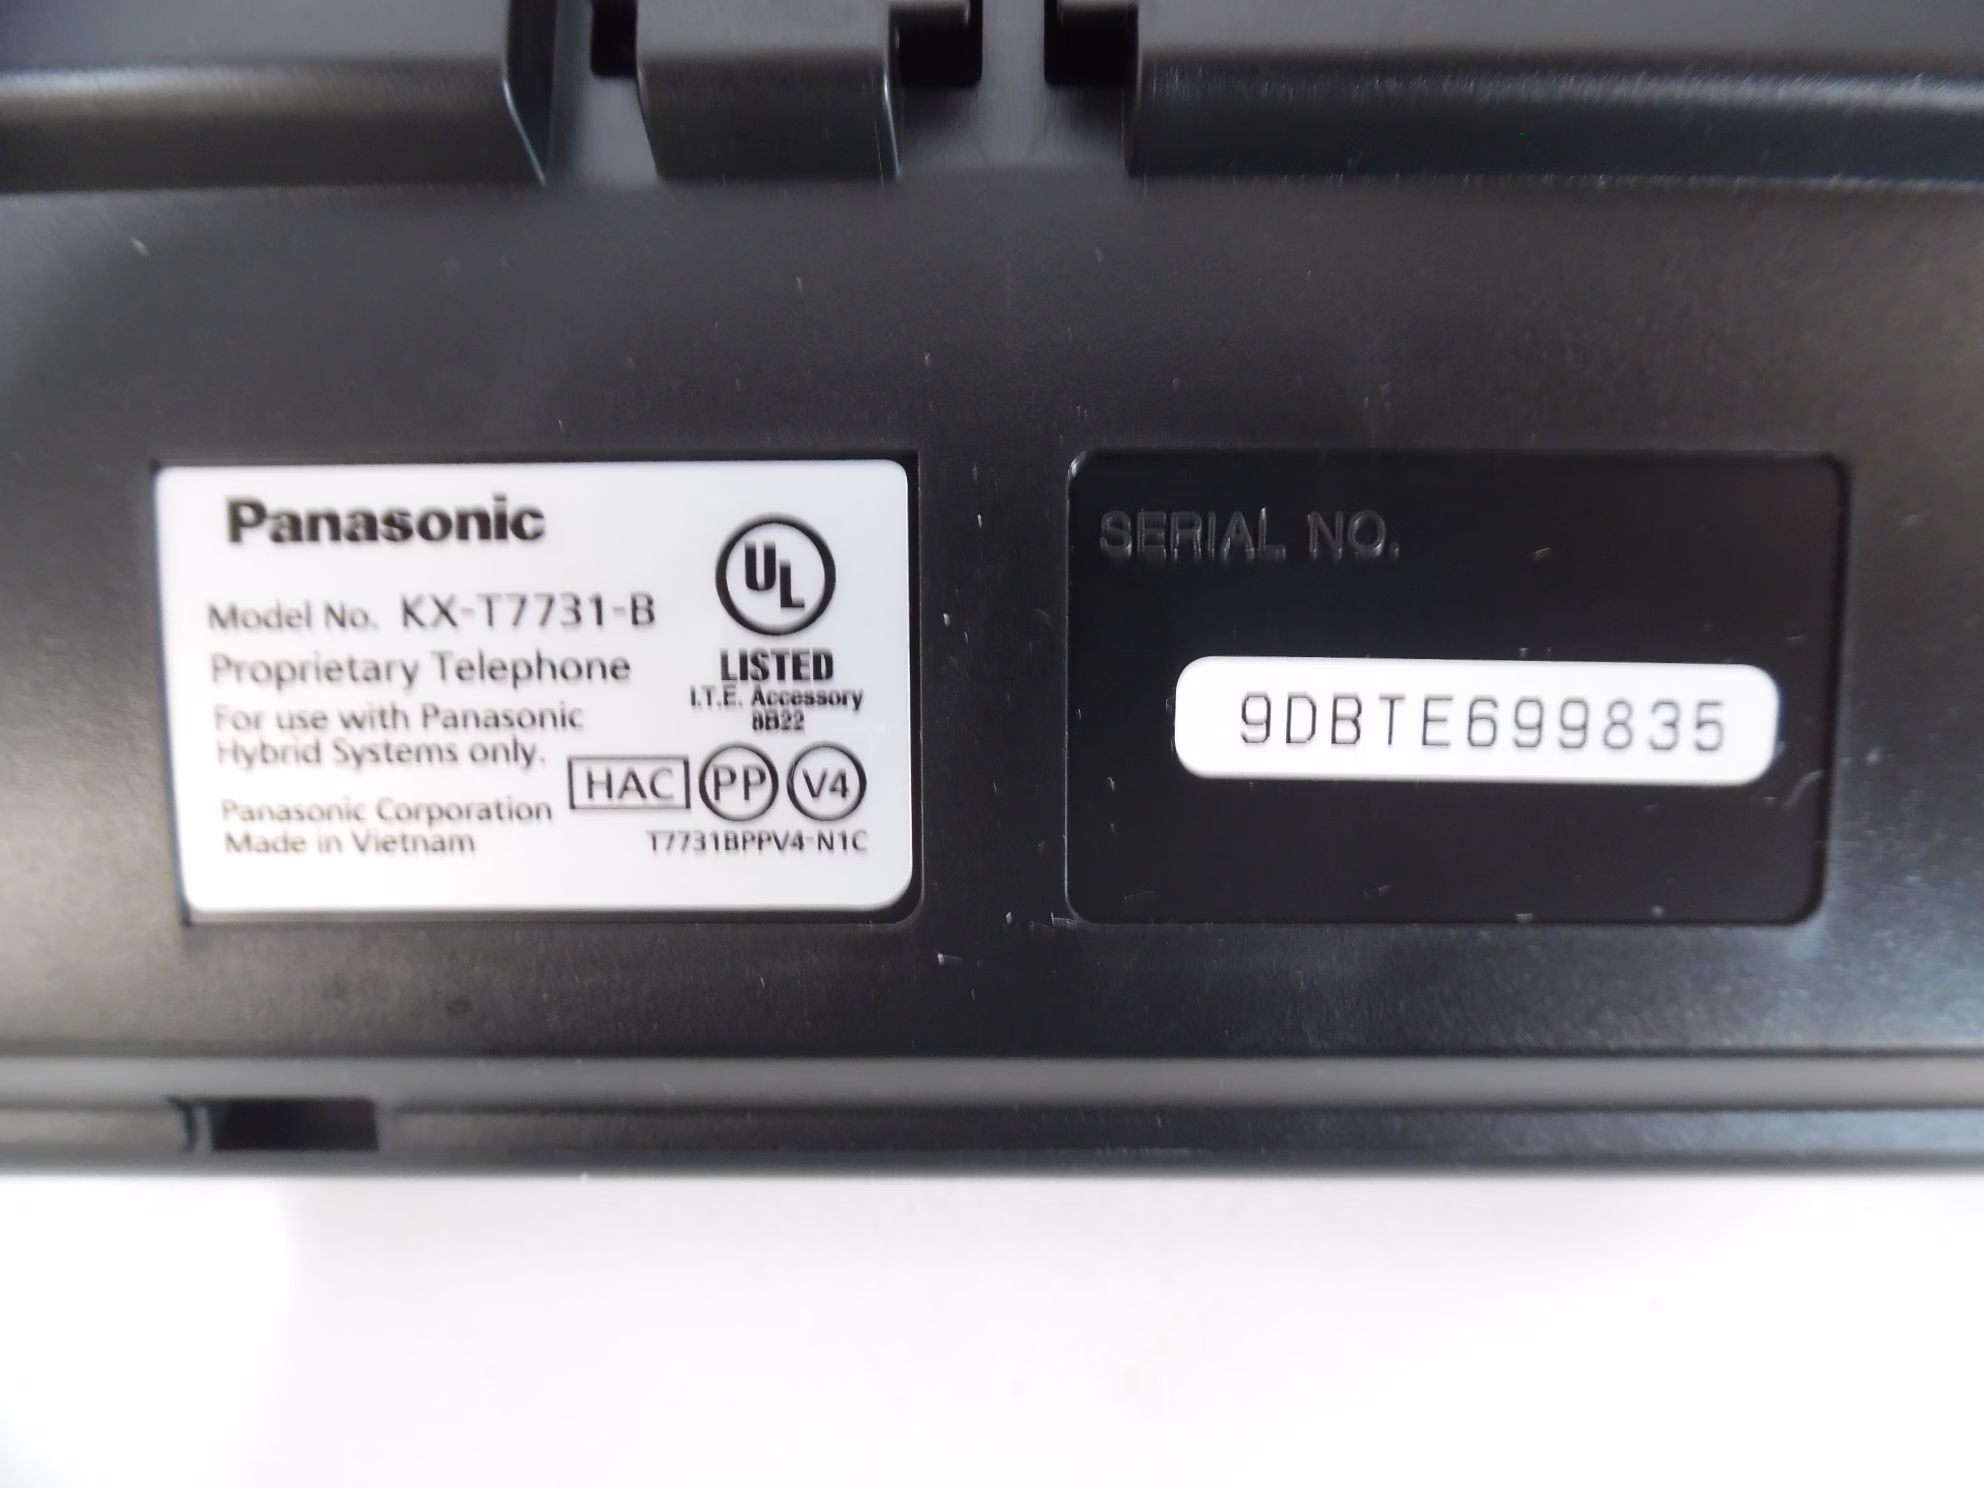 Panasonic
UL
Model No. KX-T7731-B
LISTED
Proprietary Telephone
I.T.E. Accessory
8B22
For use with Panasonic
Hybrid Systems only.
HAC PP V4
Panasonic Corporation
Made in Vietnam
T7731BPPV4-N1C
SERIAL NO.
9DBTE699835